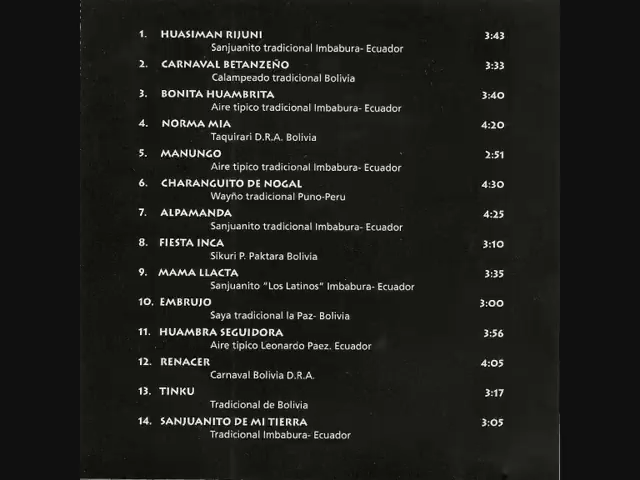 1. HUASIMAN RIJUNI 3:43
Sanjuanito tradicional Imbabura- Ecuador
2. CARNAVAL BETANZEÑO 3:33
Calampeado tradicional Bolivia
3. BONITA HUAMBRITA 3:40
Aire tipico tradicional Imbabura- Ecuador
4. NORMA MIA 4:20
Taquirari D.R.A. Bolivia
5. MANUNGO 2:51
Aire tipico tradicional Imbabura- Ecuador
6. CHARANGUITO DE NOGAL 4:30
Wayño tradicional Puno-Peru
7. ALPAMANDA 4:25
Sanjuanito tradicional Imbabura- Ecuador
8. FIESTA INCA 3:10
Sikuri P. Paktara Bolivia
9. MAMA LLACTA 3:35
Sanjuanito "Los Latinos" Imbabura- Ecuador
10. EMBRUJO 3:00
Saya tradicional la Paz- Bolivia
11. HUAMBRA SEGUIDORA 3:56
Aire tipico Leonardo Paez. Ecuador
12. RENACER 4:05
Carnaval Bolivia D.R.A.
13. TINKU 3:17
Tradicional de Bolivia
14. SANJUANITO DE MI TIERRA 3:05
Tradicional Imbabura- Ecuador